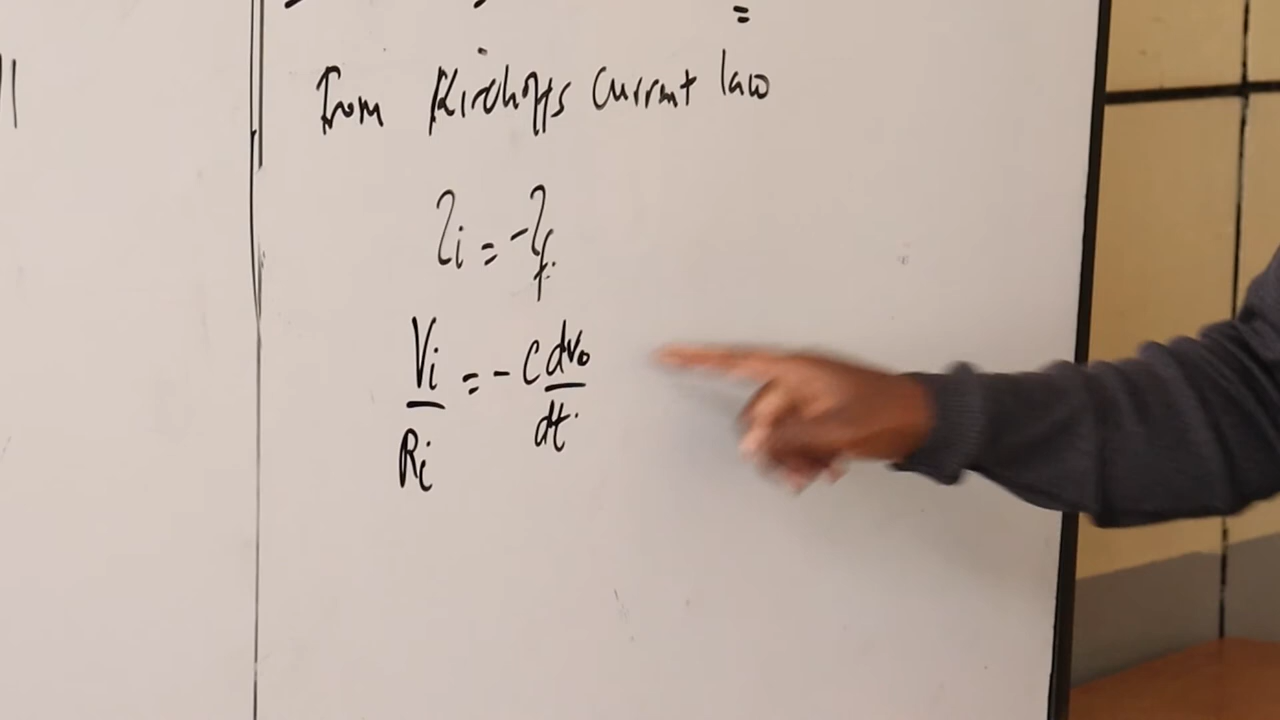 From Kirchoffs Current law
Ii = -If.
Vi/Ri = - C dvo/dt.